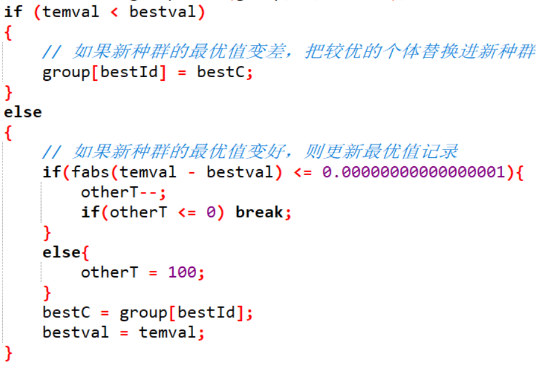 if (temval < bestval)
{
    // 如果新种群的最优值变差，把较优的个体替换进新种群
    group[bestId] = bestC;
}
else
{
    // 如果新种群的最优值变好，则更新最优值记录
    if(fabs(temval - bestval) <= 0.00000000000000001){
        otherT--;
        if(otherT <= 0) break;
    }
    else{
        otherT = 100;
    }
    bestC = group[bestId];
    bestval = temval;
}